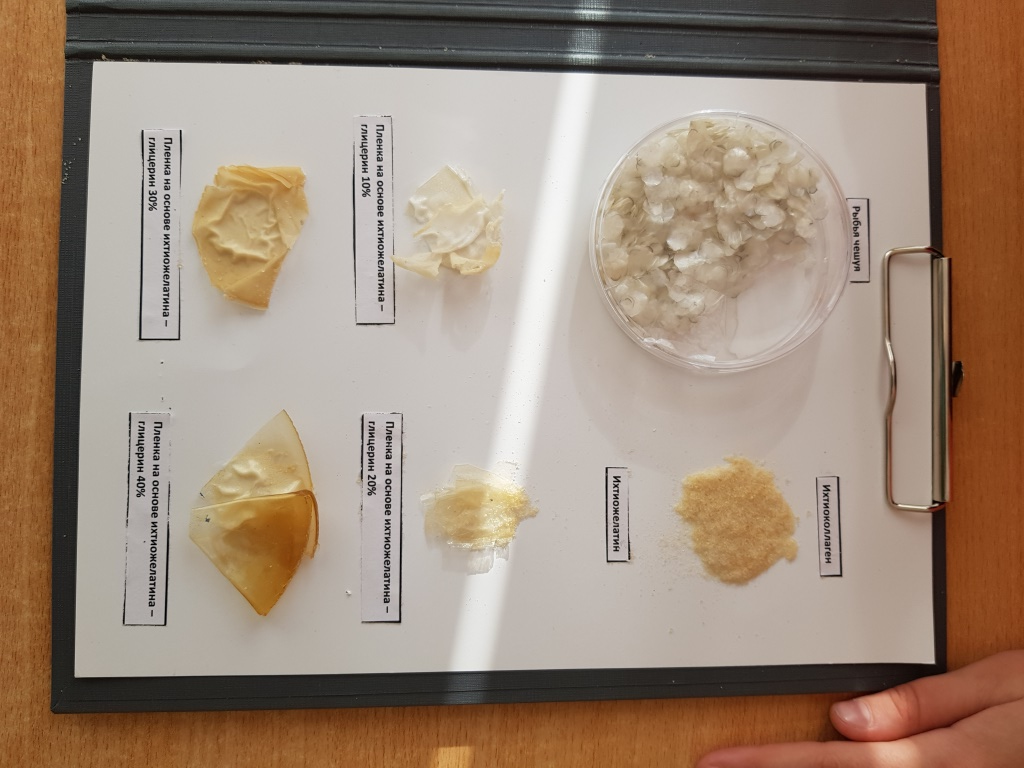 Рыбья чешуя
Ихтиоколлаген
Ихтиожелатин
Пленка на основе ихтиожелатина –
глицерин 10%
Пленка на основе ихтиожелатина –
глицерин 20%
Пленка на основе ихтиожелатина –
глицерин 30%
Пленка на основе ихтиожелатина –
глицерин 40%